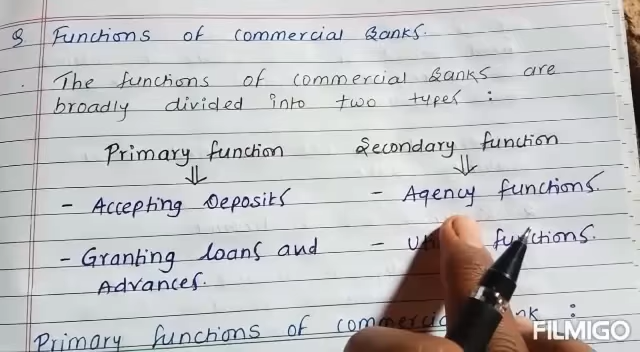 Q Functions of commercial Banks.
The functions of commercial Banks are
broadly divided into two types :
Primary function
Secondary function
- Accepting Deposits
- Agency functions.
- Granting loans and
Advances.
- functions.
Primary functions of :
FILMIGO